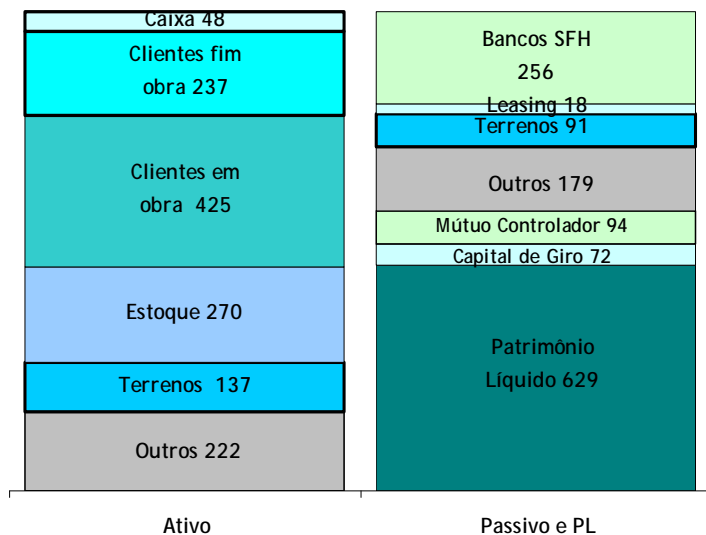 Caixa 48
Clientes fim
obra 237
Clientes em
obra 425
Estoque 270
Terrenos 137
Outros 222
Ativo
Bancos SFH
256
Leasing 18
Terrenos 91
Outros 179
Mútuo Controlador 94
Capital de Giro 72
Patrimônio
Líquido 629
Passivo e PL